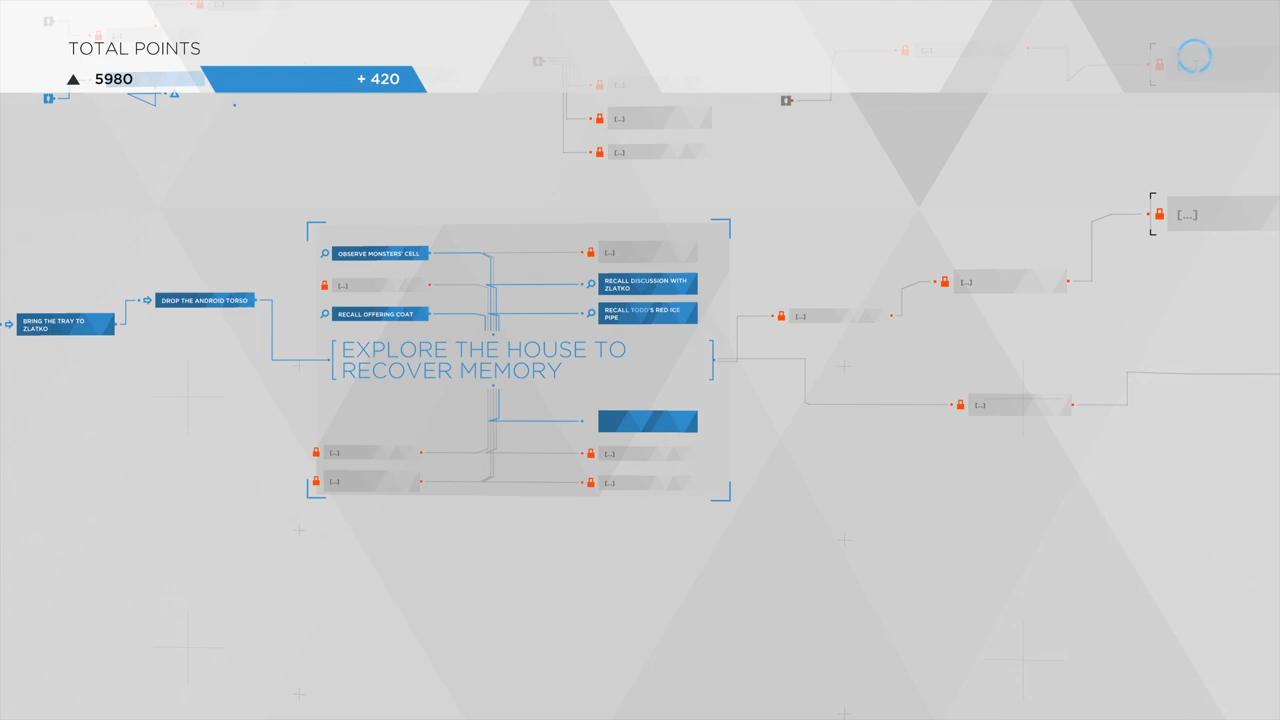 TOTAL POINTS
5980
+ 420
[...]
[...]
[...]
[...]
[...]
[...]
OBSERVE MONSTERS' CELL
[...]
[...]
RECALL DISCUSSION WITH
ZLATKO
[...]
DROP THE ANDROID TORSO
RECALL OFFERING COAT
RECALL TODD'S RED ICE
PIPE
[...]
BRING THE TRAY TO
ZLATKO
EXPLORE THE HOUSE TO
RECOVER MEMORY
[...]
[...]
[...]
[...]
[...]